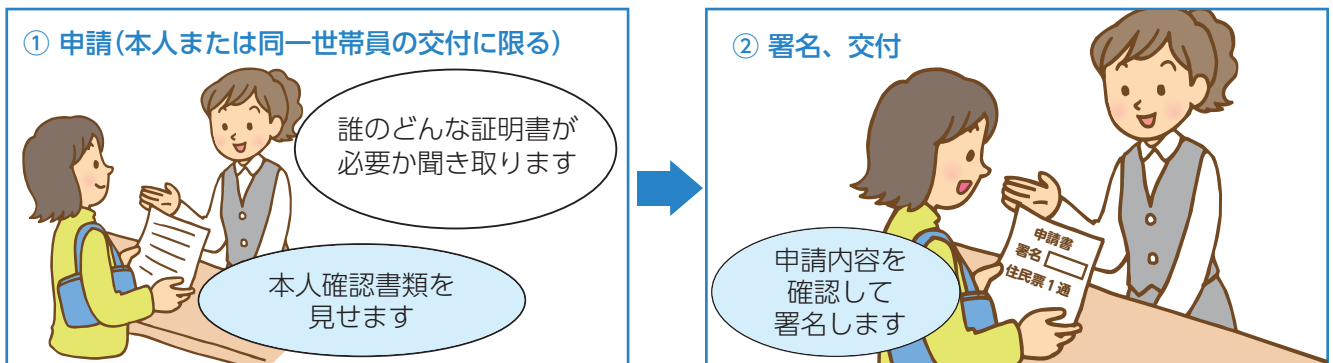 ① 申請(本人または同一世帯員の交付に限る)
誰のどんな証明書が
必要か聞き取ります
本人確認書類を
見せます
② 署名、交付
申請書
署名
住民票1通
申請内容を
確認して
署名します